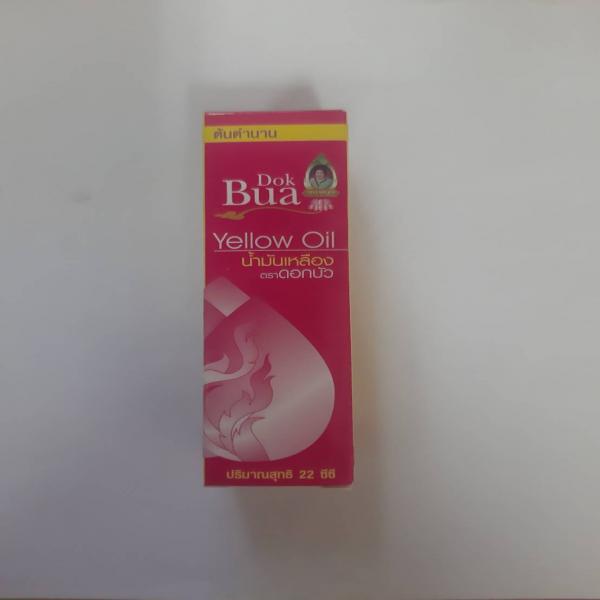 ต้นตำนาน
Dok
Bua
Yellow Oil
น้ำมันเหลือง
ตราดอกบัว
ปริมาณสุทธิ 22 ซีซี